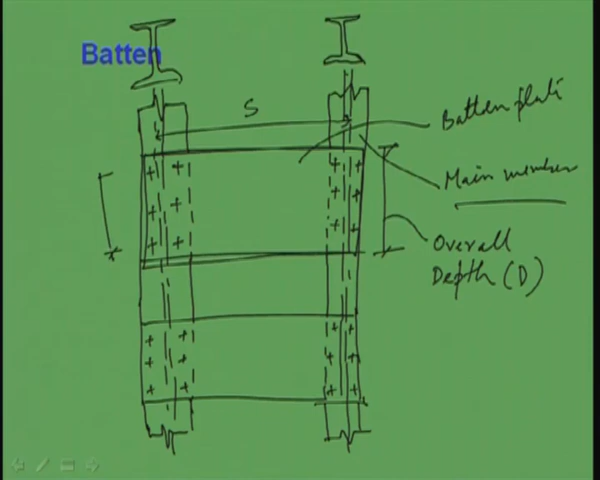 Batten
S
Batten plate
Main member
Overall
Depth (D)